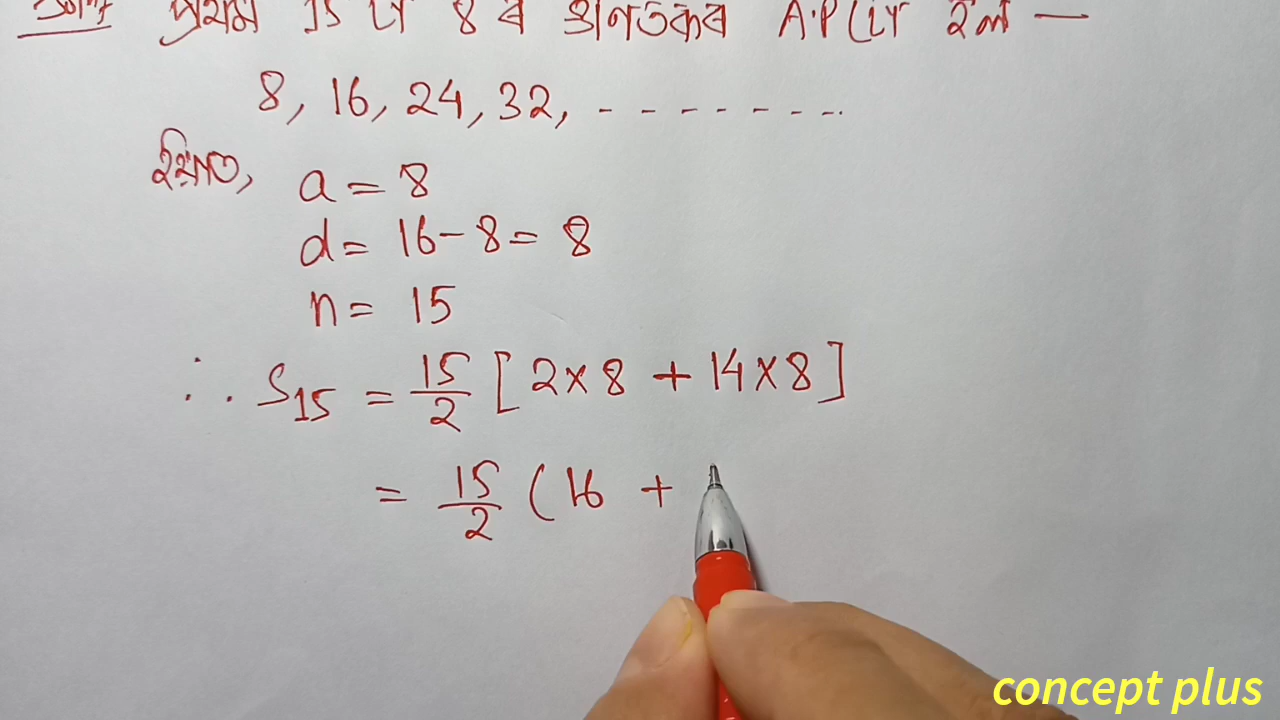 প্ৰথম 15 টা 8 ৰ গুণিতকৰ A.P টো হ'ল —
8, 16, 24, 32, - - - - - - - -
ইয়াত, a = 8
d = 16 - 8 = 8
n = 15
∴ S₁₅ = 15/2 [2×8 + 14×8]
= 15/2 (16 +
concept plus